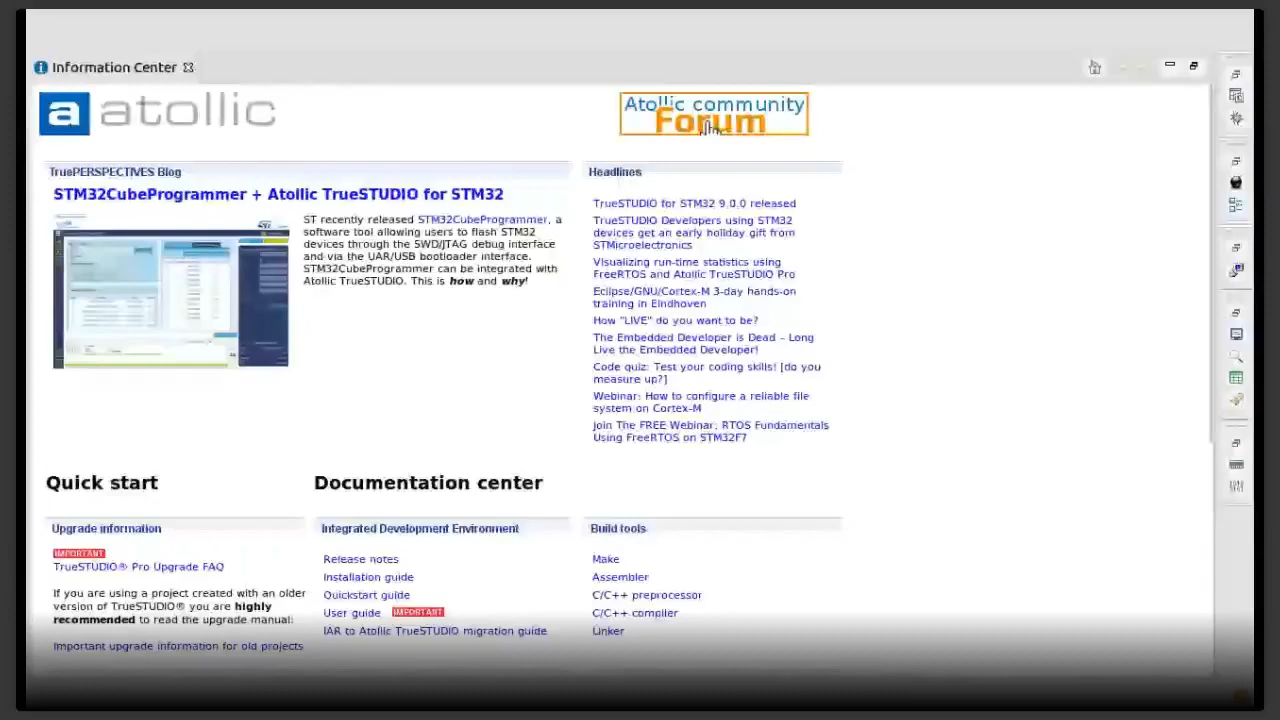 Information Center
atollic
Atollic community
Forum
TruePERSPECTIVES Blog
STM32CubeProgrammer + Atollic TrueSTUDIO for STM32
ST recently released STM32CubeProgrammer, a
software tool allowing users to flash STM32
devices through the SWD/JTAG debug interface
and via the UAR/USB bootloader interface.
STM32CubeProgrammer can be integrated with
Atollic TrueSTUDIO. This is how and why!
Headlines
TrueSTUDIO for STM32 9.0.0 released
TrueSTUDIO Developers using STM32
devices get an early holiday gift from
STMicroelectronics
Visualizing run-time statistics using
FreeRTOS and Atollic TrueSTUDIO Pro
Eclipse/GNU/Cortex-M 3-day hands-on
training in Eindhoven
How "LIVE" do you want to be?
The Embedded Developer is Dead – Long
Live the Embedded Developer!
Code quiz: Test your coding skills! [do you
measure up?]
Webinar: How to configure a reliable file
system on Cortex-M
Join The FREE Webinar; RTOS Fundamentals
Using FreeRTOS on STM32F7
Quick start
Documentation center
Upgrade information
IMPORTANT
TrueSTUDIO® Pro Upgrade FAQ
If you are using a project created with an older
version of TrueSTUDIO® you are highly
recommended to read the upgrade manual:
Important upgrade information for old projects
Integrated Development Environment
Release notes
Installation guide
Quickstart guide
User guide IMPORTANT
IAR to Atollic TrueSTUDIO migration guide
Build tools
Make
Assembler
C/C++ preprocessor
C/C++ compiler
Linker